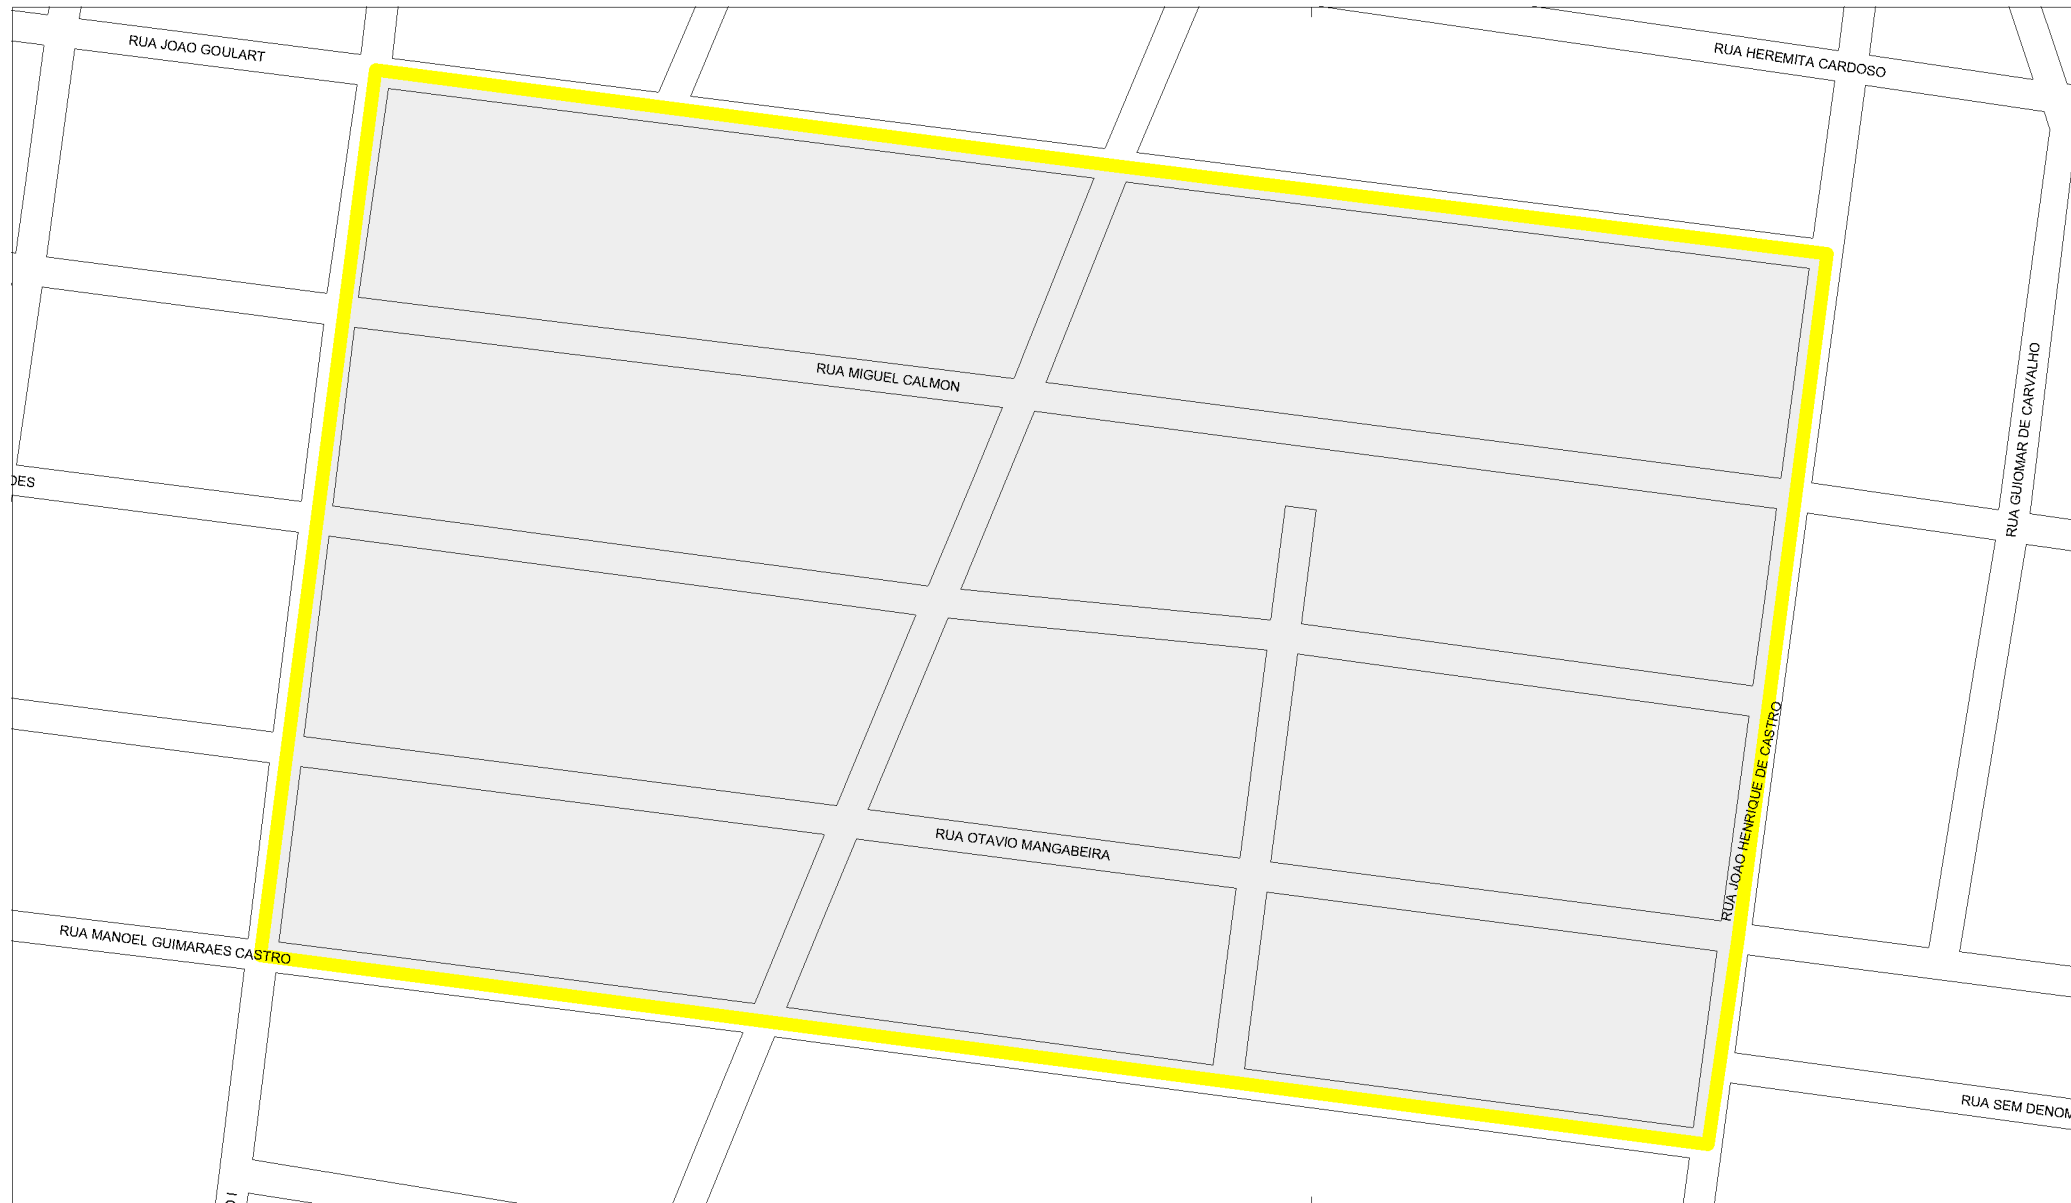 RUA JOAO GOULART
RUA HEREMITA CARDOSO
RUA MIGUEL CALMON
RUA GUIOMAR DE CARVALHO
DES
RUA JOAO HENRIQUE DE CASTRO
RUA OTAVIO MANGABEIRA
RUA MANOEL GUIMARAES CASTRO
RUA SEM DENOM